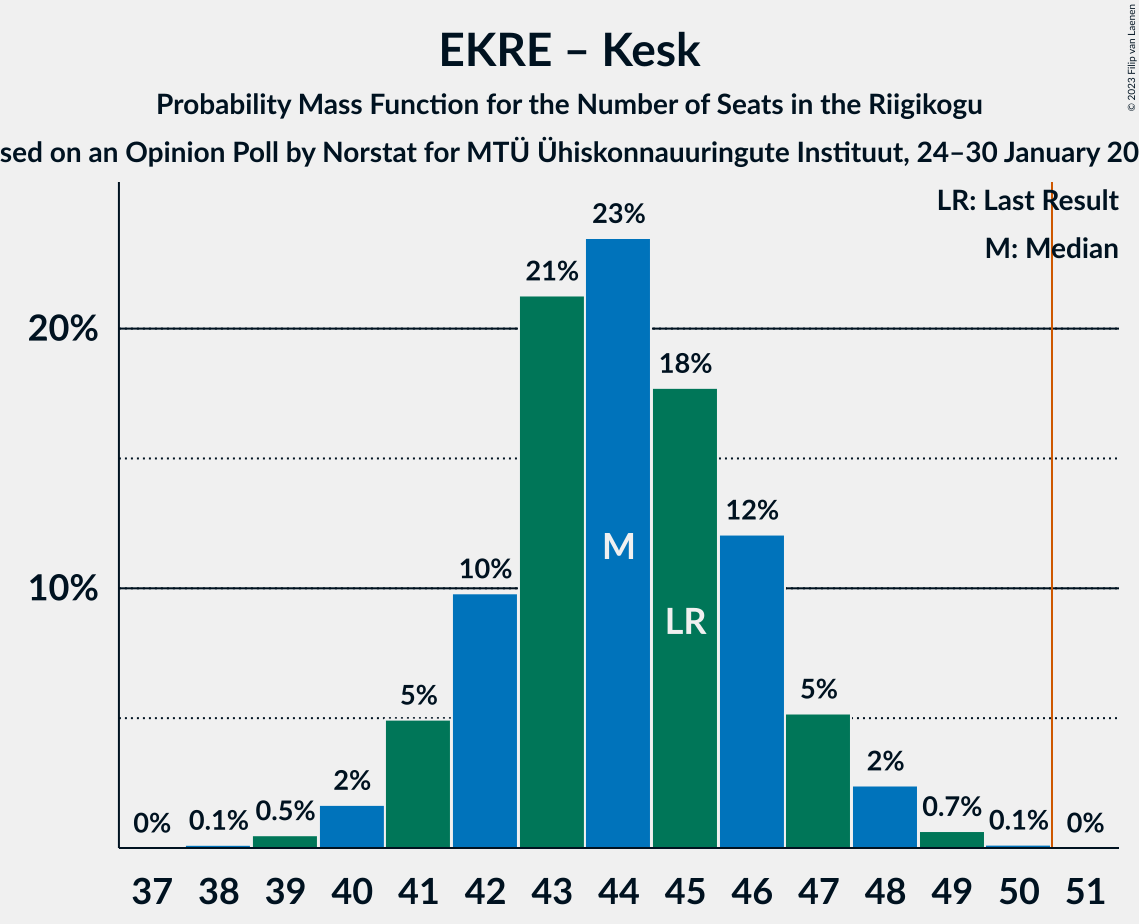 EKRE – Kesk
Probability Mass Function for the Number of Seats in the Riigikogu
sed on an Opinion Poll by Norstat for MTÜ Ühiskonnauuringute Instituut, 24–30 January 20
© 2023 Filip van Laenen
LR: Last Result
M: Median
20%
10%
0% 0.1% 0.5% 2% 5% 10% 21% 23% 18% 12% 5% 2% 0.7% 0.1% 0%
M
LR
37 38 39 40 41 42 43 44 45 46 47 48 49 50 51